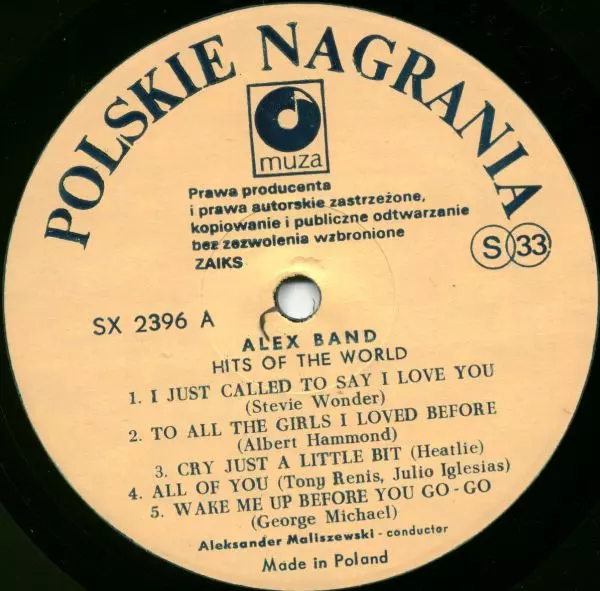 POLSKIE NAGRANIA
muza
Prawa producenta
i prawa autorskie zastrzeżone,
kopiowanie i publiczne odtwarzanie
bez zezwolenia wzbronione
ZAIKS
S 33
SX 2396 A
ALEX BAND
HITS OF THE WORLD
1. I JUST CALLED TO SAY I LOVE YOU
(Stevie Wonder)
2. TO ALL THE GIRLS I LOVED BEFORE
(Albert Hammond)
3. CRY JUST A LITTLE BIT (Heatlie)
4. ALL OF YOU (Tony Renis, Julio Iglesias)
5. WAKE ME UP BEFORE YOU GO-GO
(George Michael)
Aleksander Maliszewski - conductor
Made in Poland